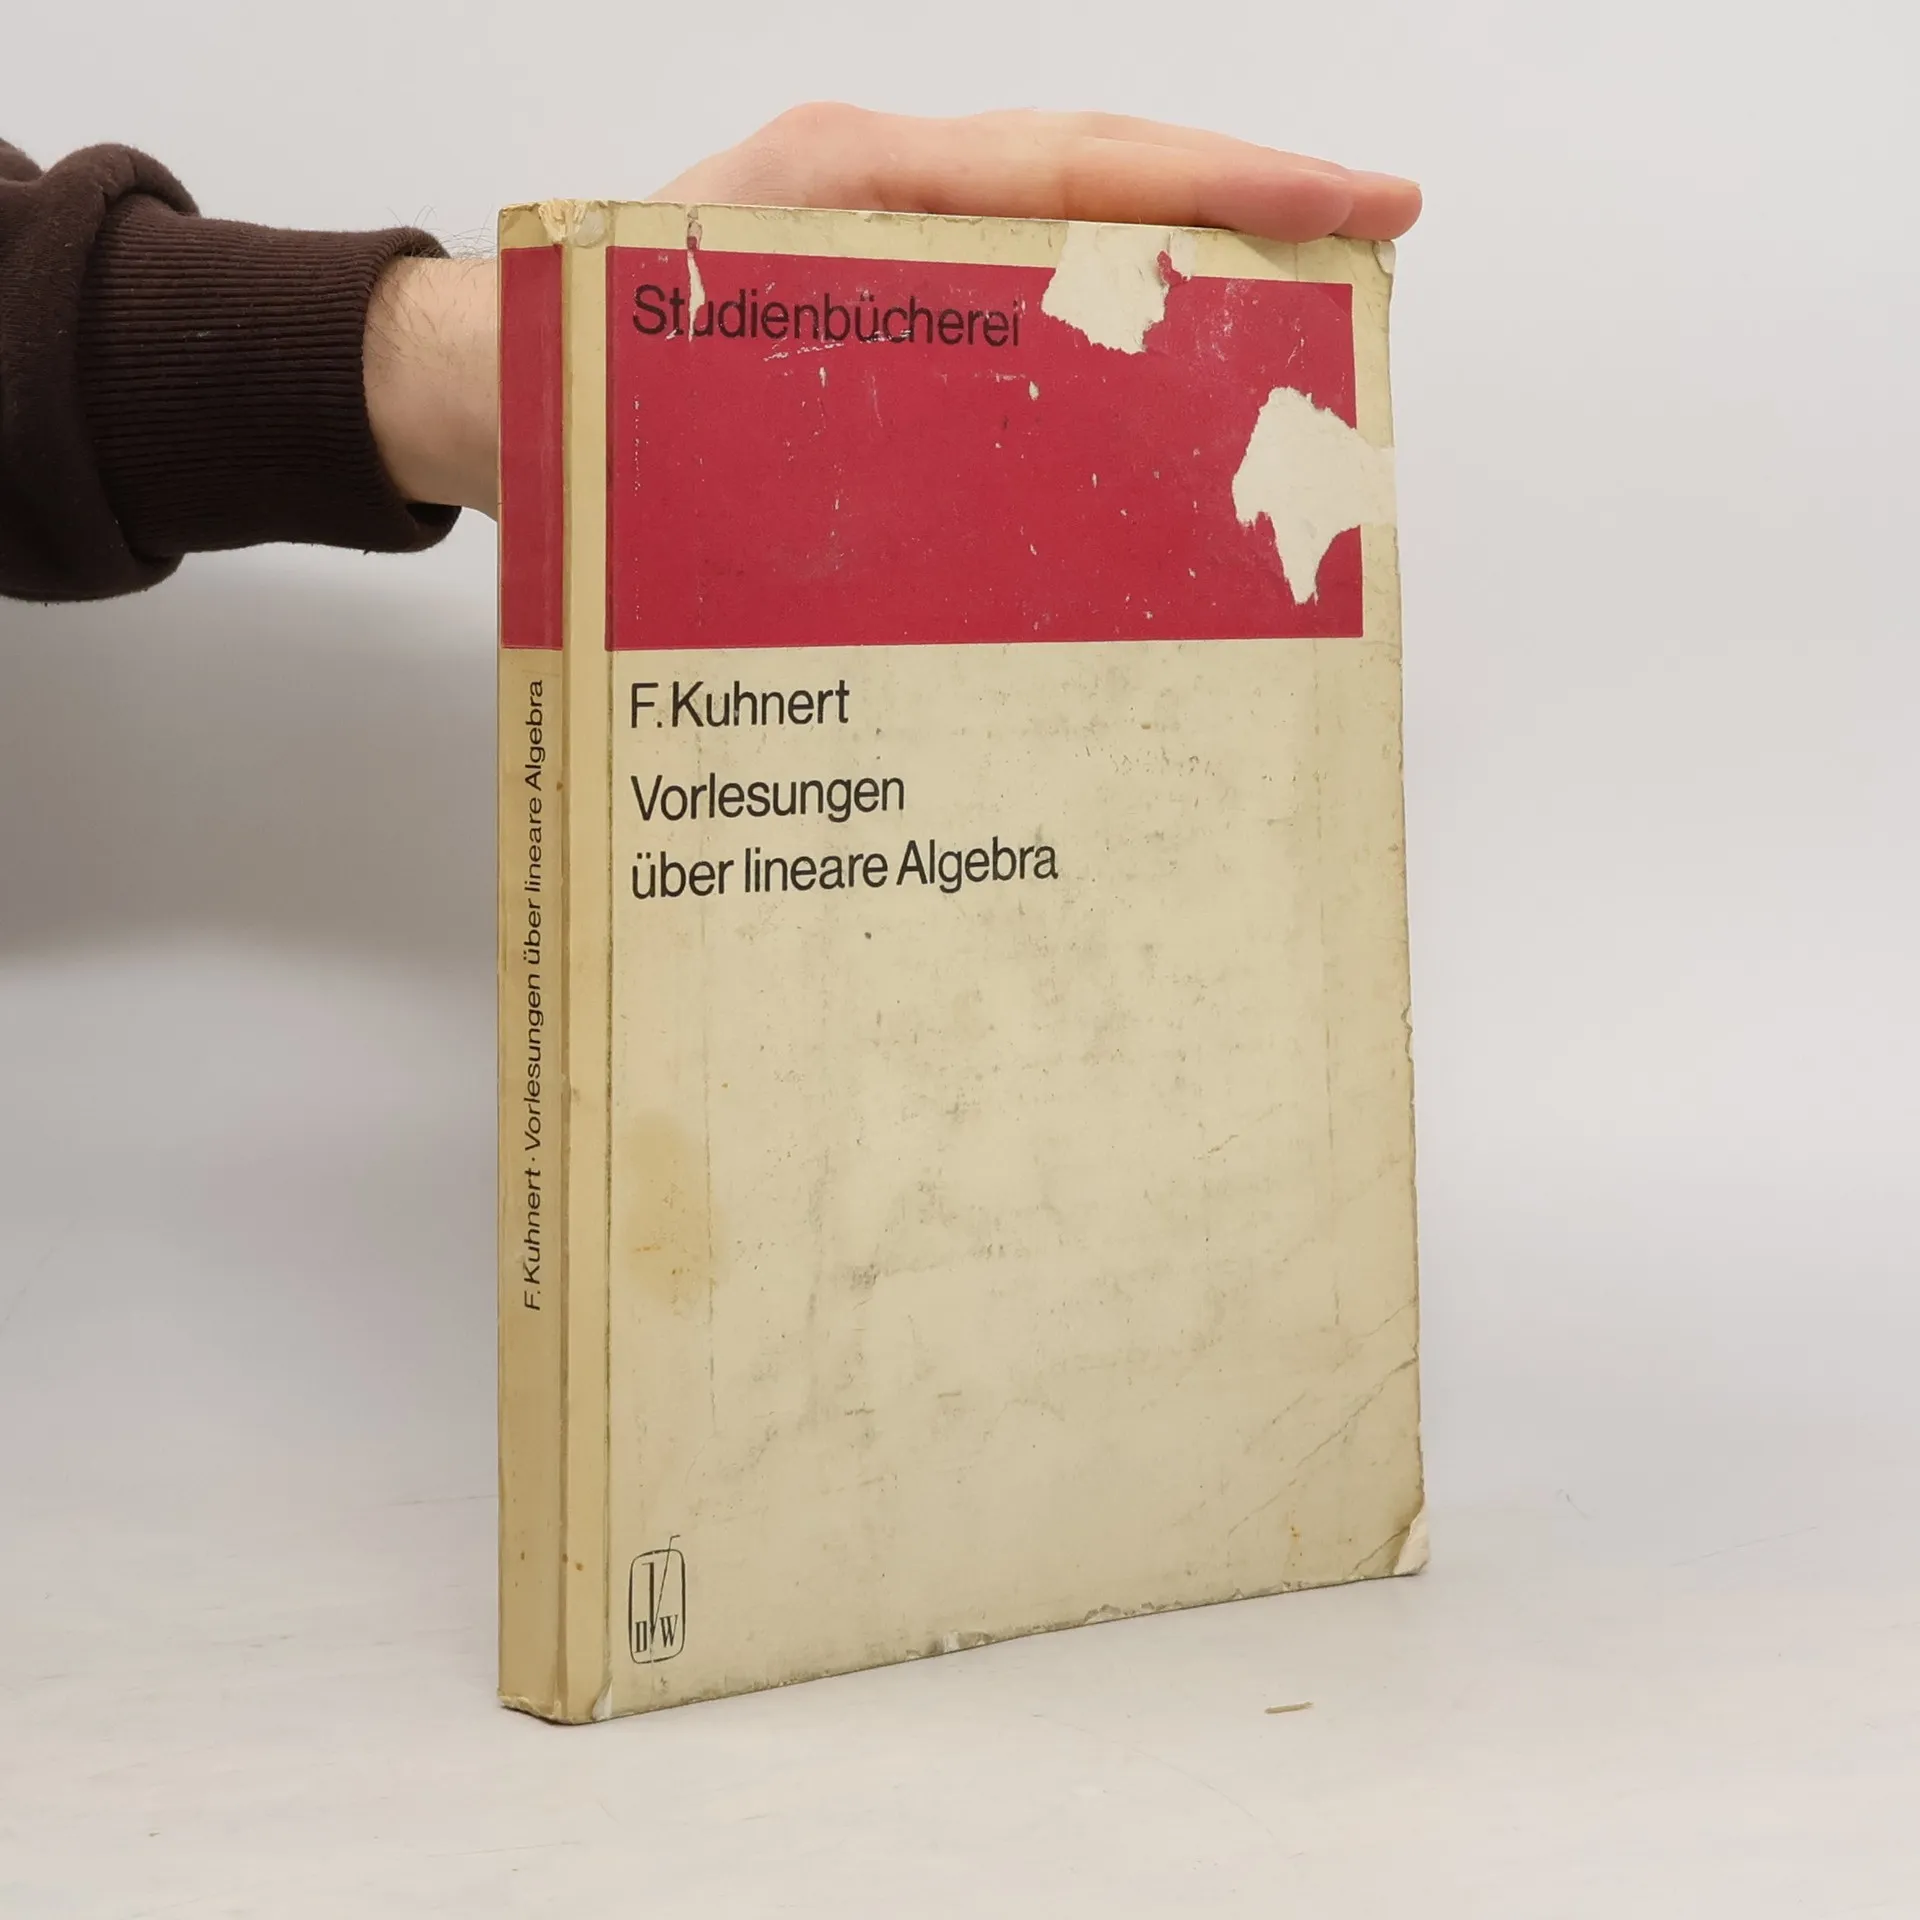 Studienbücherei
F. Kuhnert
Vorlesungen
über lineare Algebra
F. Kuhnert · Vorlesungen über lineare Algebra
DVW